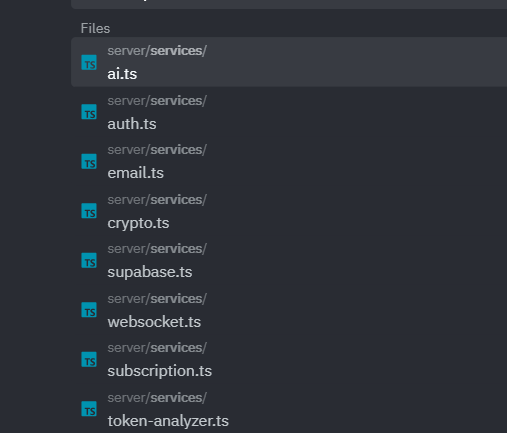 Files
server/services/
TS
ai.ts
server/services/
TS
auth.ts
server/services/
TS
email.ts
server/services/
TS
crypto.ts
server/services/
TS
supabase.ts
server/services/
TS
websocket.ts
server/services/
TS
subscription.ts
server/services/
TS
token-analyzer.ts